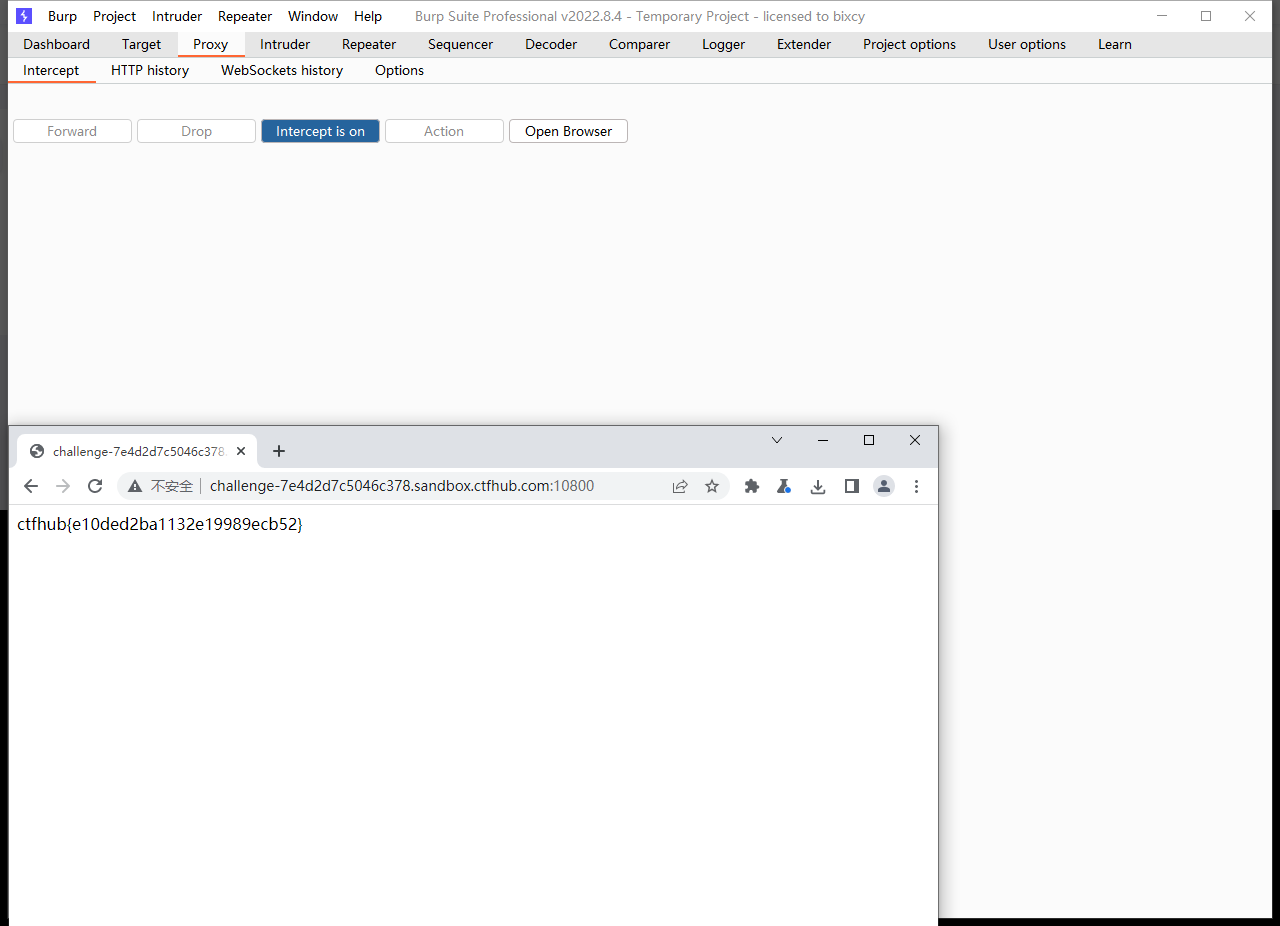 Burp Project Intruder Repeater Window Help Burp Suite Professional v2022.8.4 - Temporary Project - licensed to bixcy
Dashboard Target Proxy Intruder Repeater Sequencer Decoder Comparer Logger Extender Project options User options Learn
Intercept HTTP history WebSockets history Options
Forward Drop Intercept is on Action Open Browser
challenge-7e4d2d7c5046c378.
不安全 challenge-7e4d2d7c5046c378.sandbox.ctfhub.com:10800
ctfhub{e10ded2ba1132e19989ecb52}